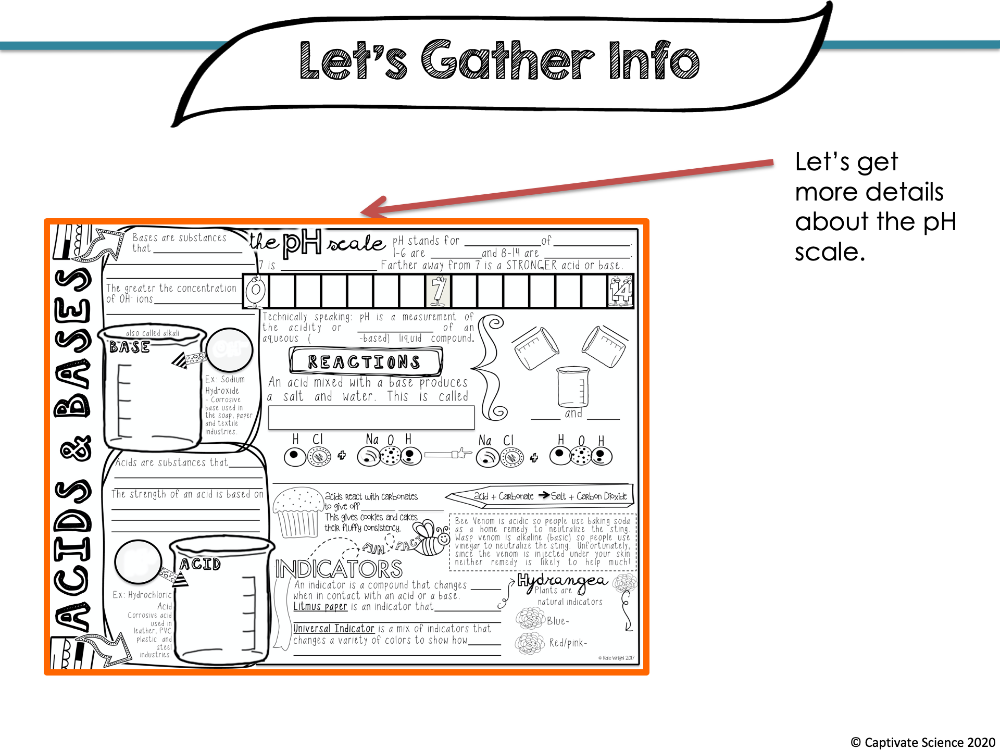 Let's Gather Info
Let's get
more details
about the pH
scale.
ACIDS & BASES
Bases are substances
that
The greater the concentration
of OH- ions
also called alkali
BASE
OH-
Ex: Sodium
Hydroxide
- Corrosive
base used in
the soap, paper
and textile
industries.
Acids are substances that
The strength of an acid is based on
ACID
Ex: Hydrochloric
Acid
Corrosive acid
used in
leather, PVC
plastic and
steel
industries.
the pH scale
pH stands for ____ of ____.
1-6 are ____ and 8-14 are ____.
7 is ____ Farther away from 7 is a STRONGER acid or base.
0 7 14
Technically speaking: pH is a measurement of
the acidity or ____ of an
aqueous ( -based) liquid compound.
REACTIONS
An acid mixed with a base produces
a salt and water. This is called
____ and ____
H Cl Na O H Na Cl H O H
+ +
acids react with carbonates
to give off
This gives cookies and cakes
their fluffy consistency.
acid + Carbonate → Salt + Carbon Dioxide
FUN FACT
Bee Venom is acidic so people use baking soda
as a home remedy to neutralize the sting.
Wasp venom is alkaline (basic) so people use
vinegar to neutralize the sting. Unfortunately,
since the venom is injected under your skin
neither remedy is likely to help much!
INDICATORS
An indicator is a compound that changes
when in contact with an acid or a base.
Litmus paper is an indicator that
Universal Indicator is a mix of indicators that
changes a variety of colors to show how
Hydrangea
Plants are
natural indicators
Blue-
Red/pink-
© Kate Wright 2017
© Captivate Science 2020